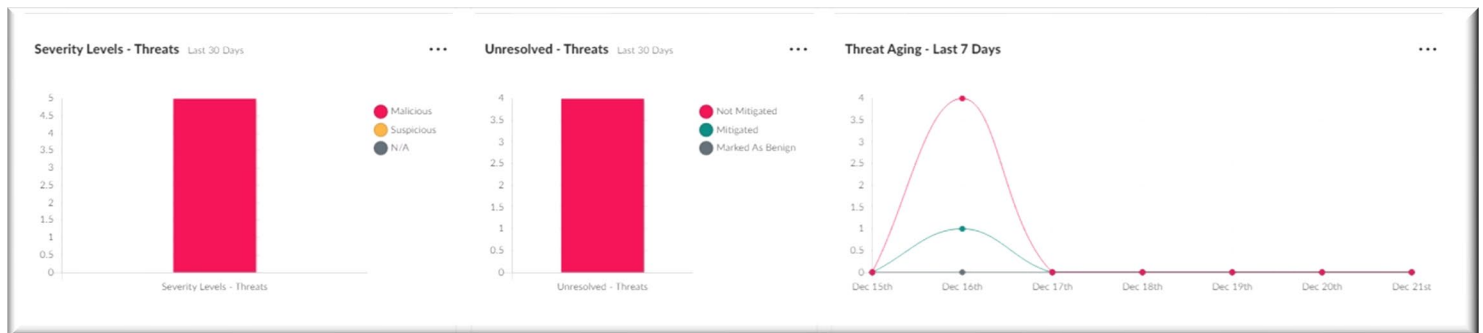 Severity Levels - Threats Last 30 Days
5
4.5
4
3.5
3
2.5
2
1.5
1
0.5
0
Severity Levels - Threats
Malicious
Suspicious
N/A
Unresolved - Threats Last 30 Days
4
3.5
3
2.5
2
1.5
1
0.5
0
Unresolved - Threats
Not Mitigated
Mitigated
Marked As Benign
Threat Aging - Last 7 Days
4
3.5
3
2.5
2
1.5
1
0.5
0
Dec 15th Dec 16th Dec 17th Dec 18th Dec 19th Dec 20th Dec 21st